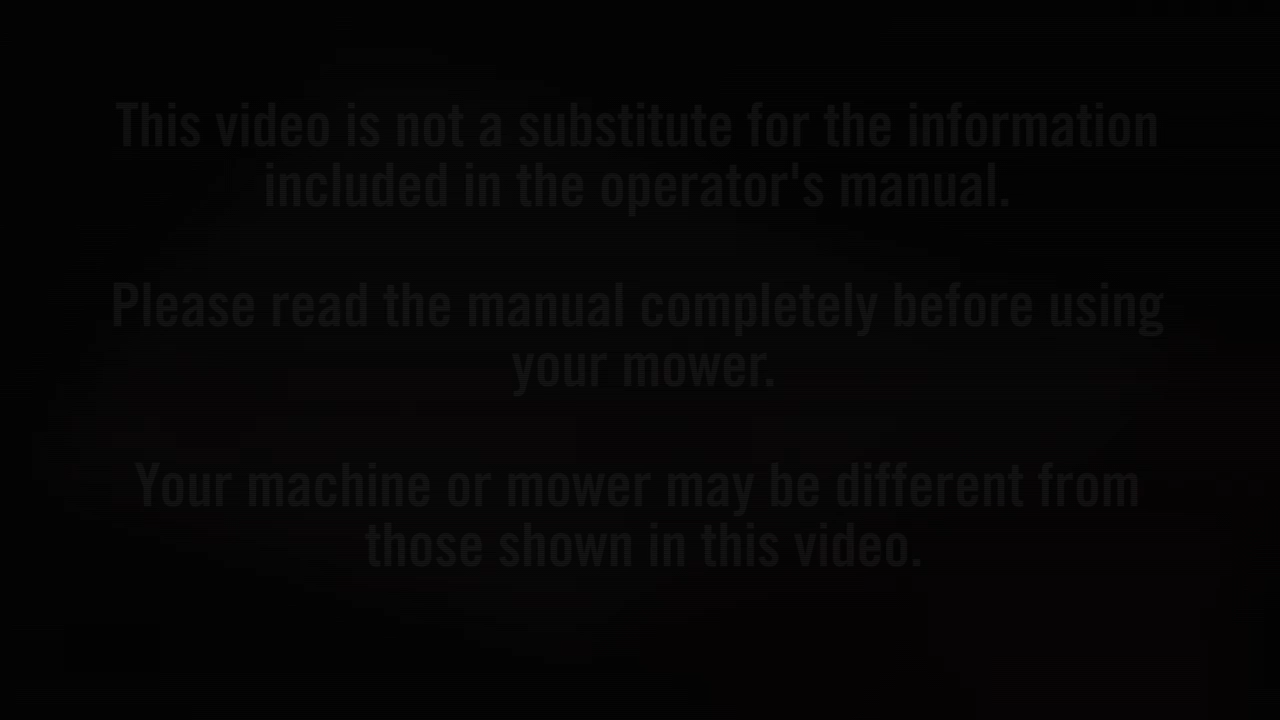 This video is not a substitute for the information
included in the operator's manual.
Please read the manual completely before using
your mower.
Your machine or mower may be different from
those shown in this video.